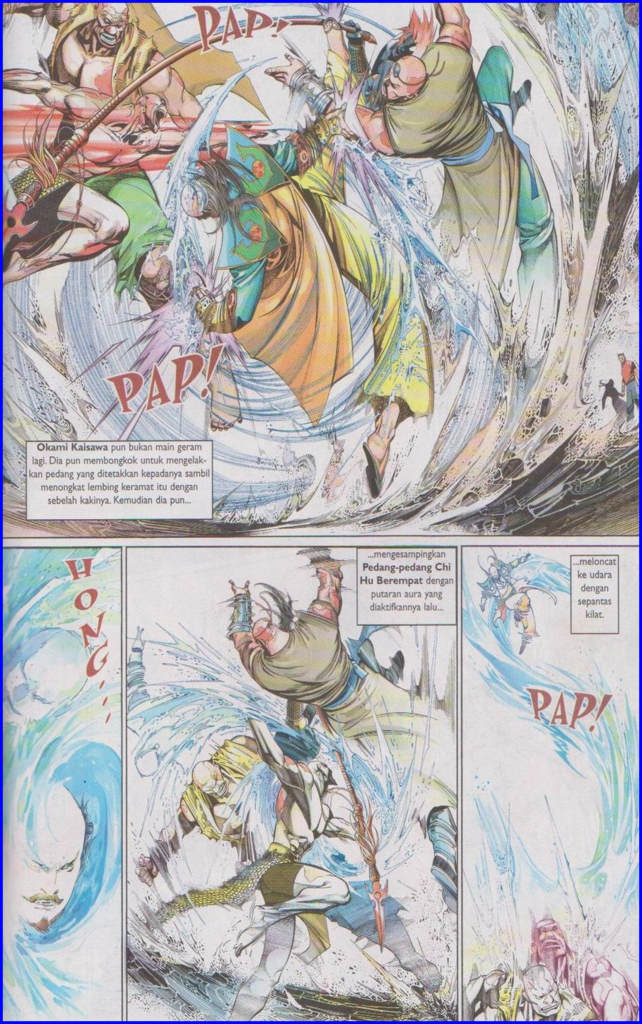 PAP!
PAP!
Okami Kaisawa pun bukan main geram
lagi. Dia pun membongkok untuk mengelak-
kan pedang yang ditetakkan kepadanya sambil
menongkat lembing keramat itu dengan
sebelah kakinya. Kemudian dia pun...
HONG...
...mengesampingkan
Pedang-pedang Chi
Hu Berempat dengan
putaran aura yang
diaktifkannya lalu...
...meloncat
ke udara
dengan
sepantas
kilat.
PAP!